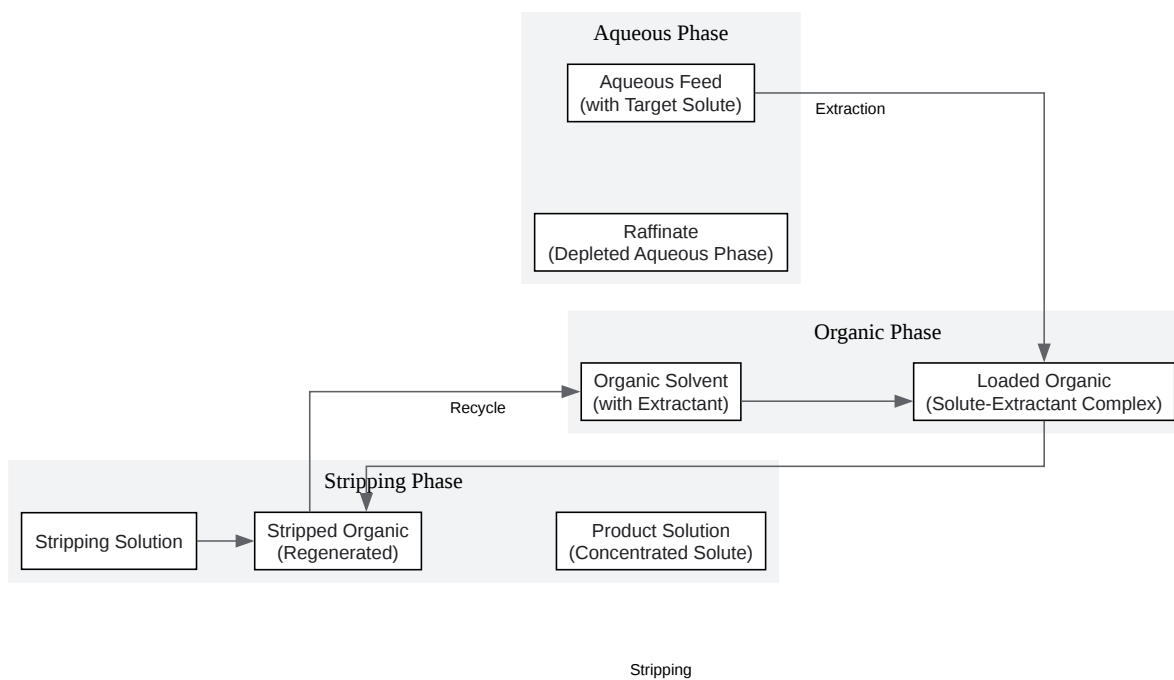 Aqueous Phase
Aqueous Feed
(with Target Solute)
Extraction
Raffinate
(Depleted Aqueous Phase)
Organic Phase
Organic Solvent
(with Extractant)
Loaded Organic
(Solute-Extractant Complex)
Recycle
Stripping Phase
Stripping Solution
Stripped Organic
(Regenerated)
Product Solution
(Concentrated Solute)
Stripping